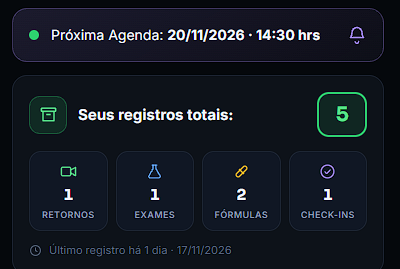 Próxima Agenda: 20/11/2026 · 14:30 hrs
Seus registros totais:
5
1
1
2
1
RETORNOS
EXAMES
FÓRMULAS
CHECK-INS
Último registro há 1 dia · 17/11/2026